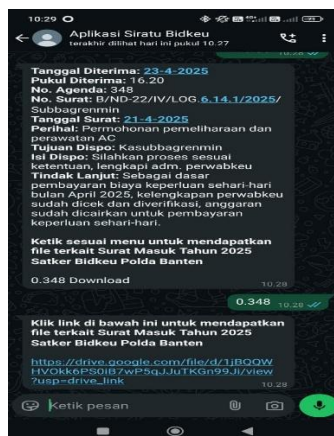 10:29
Aplikasi Siratu Bidkeu
terakhir dilihat hari ini pukul 10.27
10.28
Tanggal Diterima: 23-4-2025
Pukul Diterima: 16.20
No. Agenda: 348
No. Surat: B/ND-22/IV/LOG.6.14.1/2025/
Subbagrenmin
Tanggal Surat: 21-4-2025
Perihal: Permohonan pemeliharaan dan
perawatan AC
Tujuan Dispo: Kasubbagrenmin
Isi Dispo: Silahkan proses sesuai
ketentuan, lengkapi adm. perwabkeu
Tindak Lanjut: Sebagai dasar
pembayaran biaya keperluan sehari-hari
bulan April 2025, kelengkapan perwabkeu
sudah dicek dan diverifikasi, anggaran
sudah dicairkan untuk pembayaran
keperluan sehari-hari.
Ketik sesuai menu untuk mendapatkan
file terkait Surat Masuk Tahun 2025
Satker Bidkeu Polda Banten
0.348 Download
10.28
0.348 10.28
Klik link di bawah ini untuk mendapatkan
file terkait Surat Masuk Tahun 2025
Satker Bidkeu Polda Banten
https://drive.google.com/file/d/1jBQQW
HVOkk6PS0IB7wP5qJJuTKGn99Ji/view
?usp=drive_link
10.28
Ketik pesan